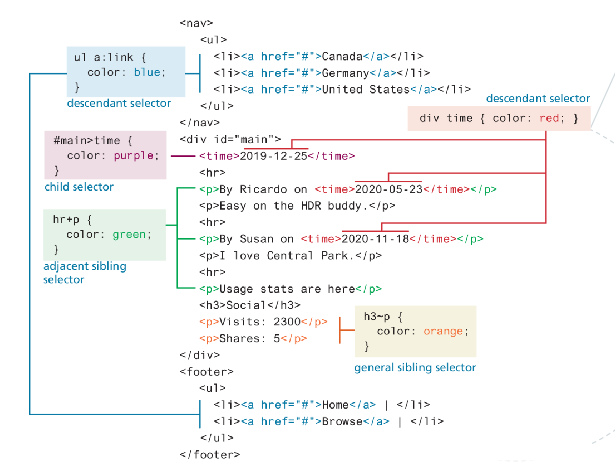 <nav>
<ul>
<li><a href="#">Canada</a></li>
<li><a href="#">Germany</a></li>
<li><a href="#">United States</a></li>
</ul>
</nav>
ul a:link {
color: blue;
}
descendant selector
descendant selector
div time { color: red; }
<div id="main">
#main>time {
color: purple;
}
child selector
<time>2019-12-25</time>
<hr>
<p>By Ricardo on <time>2020-05-23</time></p>
<p>Easy on the HDR buddy.</p>
<hr>
hr+p {
color: green;
}
adjacent sibling
selector
<p>By Susan on <time>2020-11-18</time></p>
<p>I love Central Park.</p>
<hr>
<p>Usage stats are here</p>
<h3>Social</h3>
<p>Visits: 2300</p>
<p>Shares: 5</p>
h3~p {
color: orange;
}
general sibling selector
</div>
<footer>
<ul>
<li><a href="#">Home</a> | </li>
<li><a href="#">Browse</a> | </li>
</ul>
</footer>